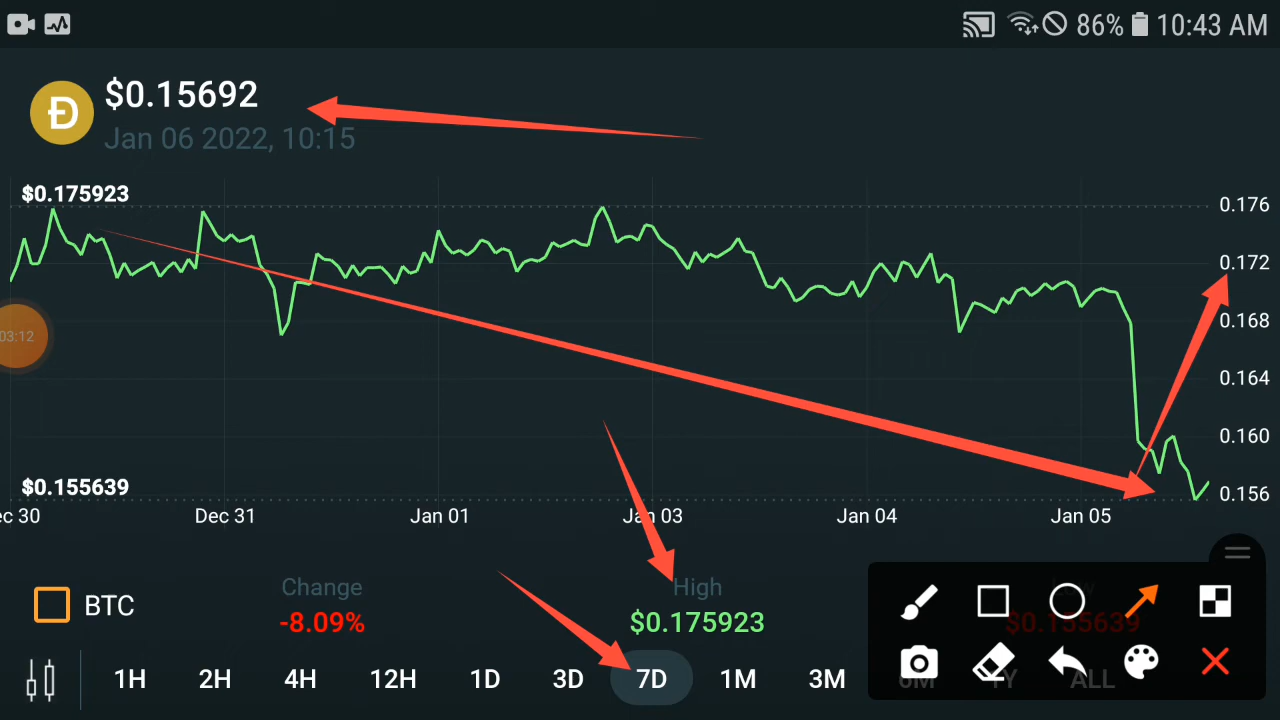 86% 10:43 AM
Đ $0.15692
Jan 06 2022, 10:15
$0.175923
0.176
0.172
03:12
0.168
0.164
0.160
$0.155639
0.156
ec 30 Dec 31 Jan 01 Jan 03 Jan 04 Jan 05
Change High
BTC
-8.09% $0.175923 $0.155639
1H 2H 4H 12H 1D 3D 7D 1M 3M 6M 1Y ALL